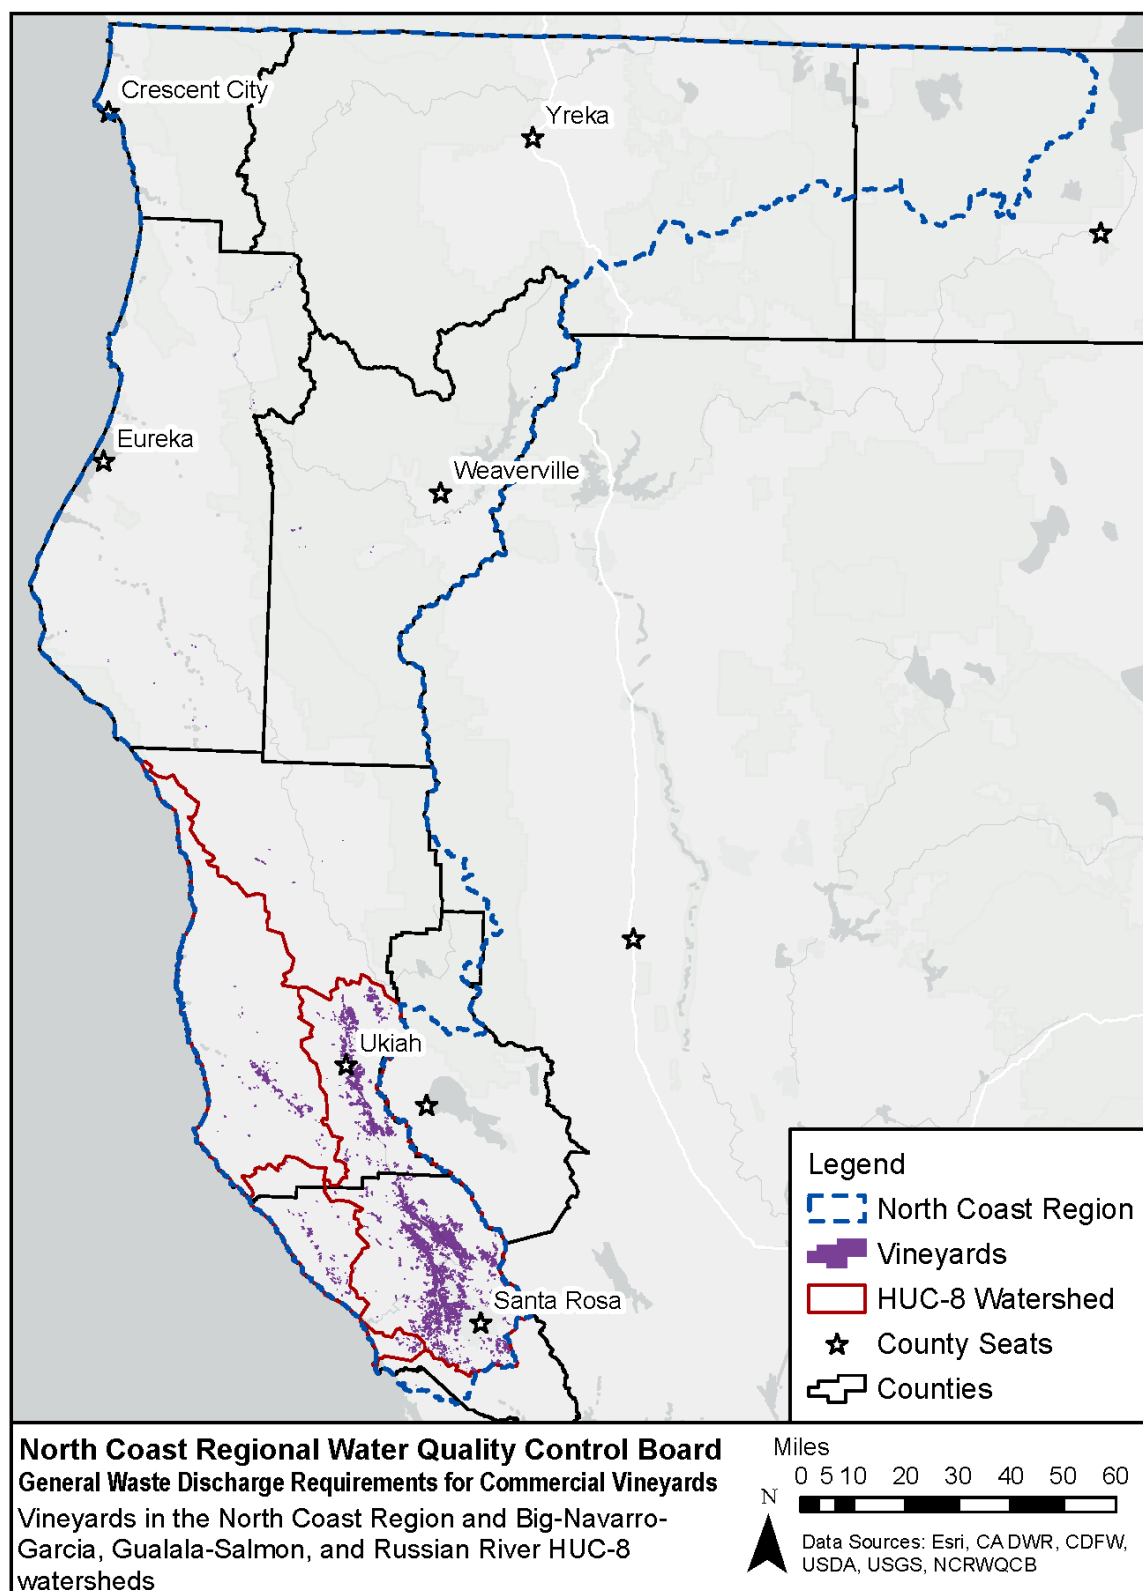 Crescent City
Yreka
Eureka
Weaverville
Ukiah
Santa Rosa
Legend
North Coast Region
Vineyards
HUC-8 Watershed
County Seats
Counties
North Coast Regional Water Quality Control Board
General Waste Discharge Requirements for Commercial Vineyards
Vineyards in the North Coast Region and Big-Navarro-
Garcia, Gualala-Salmon, and Russian River HUC-8
watersheds
Miles
0 5 10 20 30 40 50 60
N
Data Sources: Esri, CA DWR, CDFW,
USDA, USGS, NCRWQCB